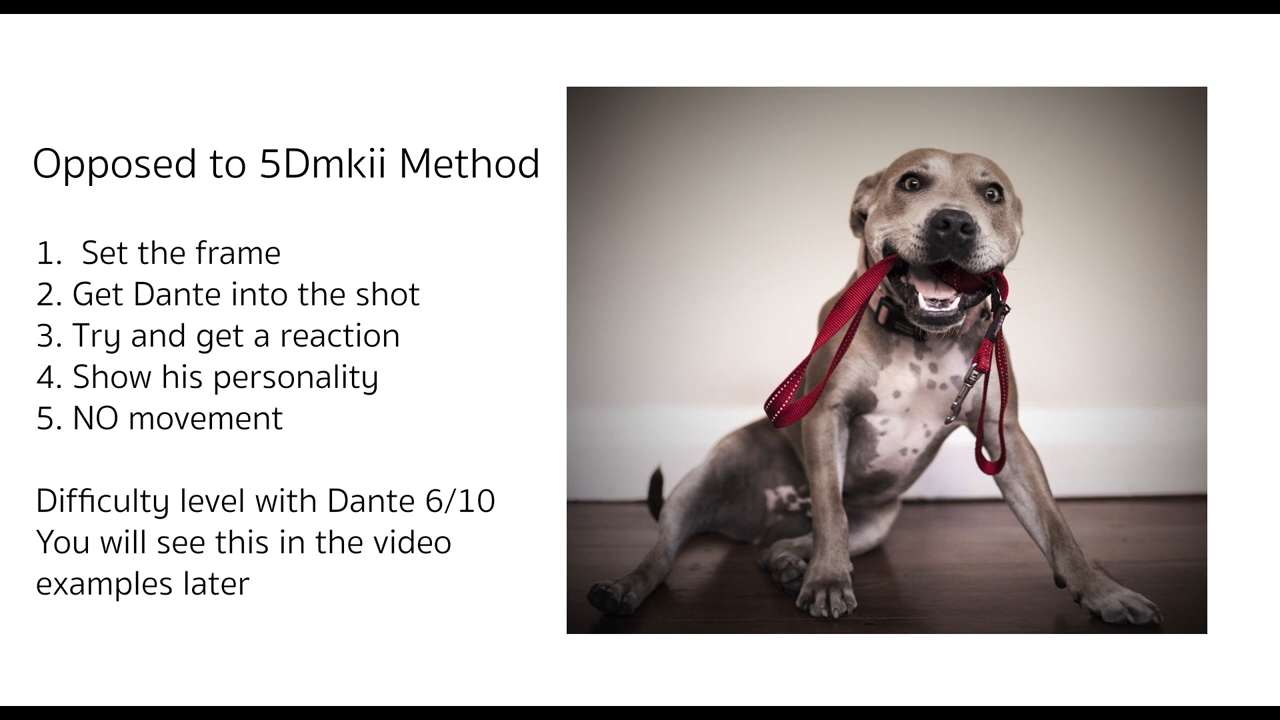 Opposed to 5Dmkii Method
1. Set the frame
2. Get Dante into the shot
3. Try and get a reaction
4. Show his personality
5. NO movement
Difficulty level with Dante 6/10
You will see this in the video
examples later